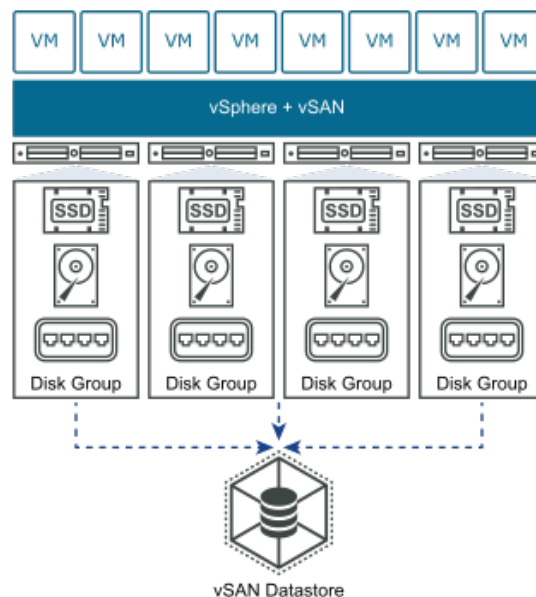 VM VM VM VM VM VM VM VM
vSphere + vSAN
SSD SSD SSD SSD
Disk Group Disk Group Disk Group Disk Group
vSAN Datastore